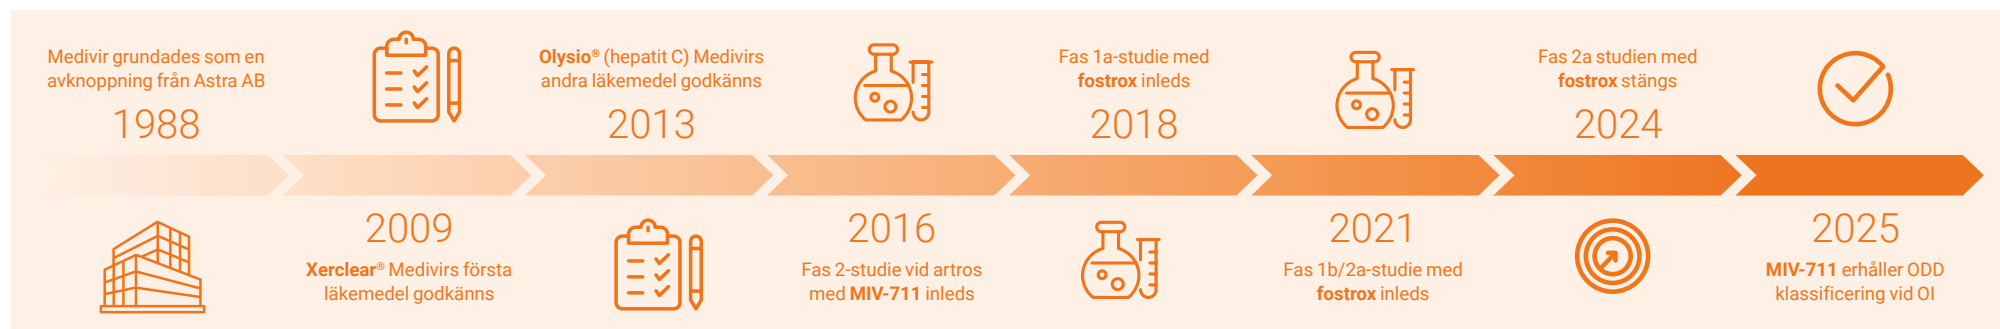 Medivir grundades som en
avknoppning från Astra AB
1988
2009
Xerclear® Medivirs första
läkemedel godkänns
Olysio® (hepatit C) Medivirs
andra läkemedel godkänns
2013
2016
Fas 2-studie vid artros
med MIV-711 inleds
Fas 1a-studie med
fostrox inleds
2018
2021
Fas 1b/2a-studie med
fostrox inleds
Fas 2a studien med
fostrox stängs
2024
2025
MIV-711 erhåller ODD
klassificering vid OI